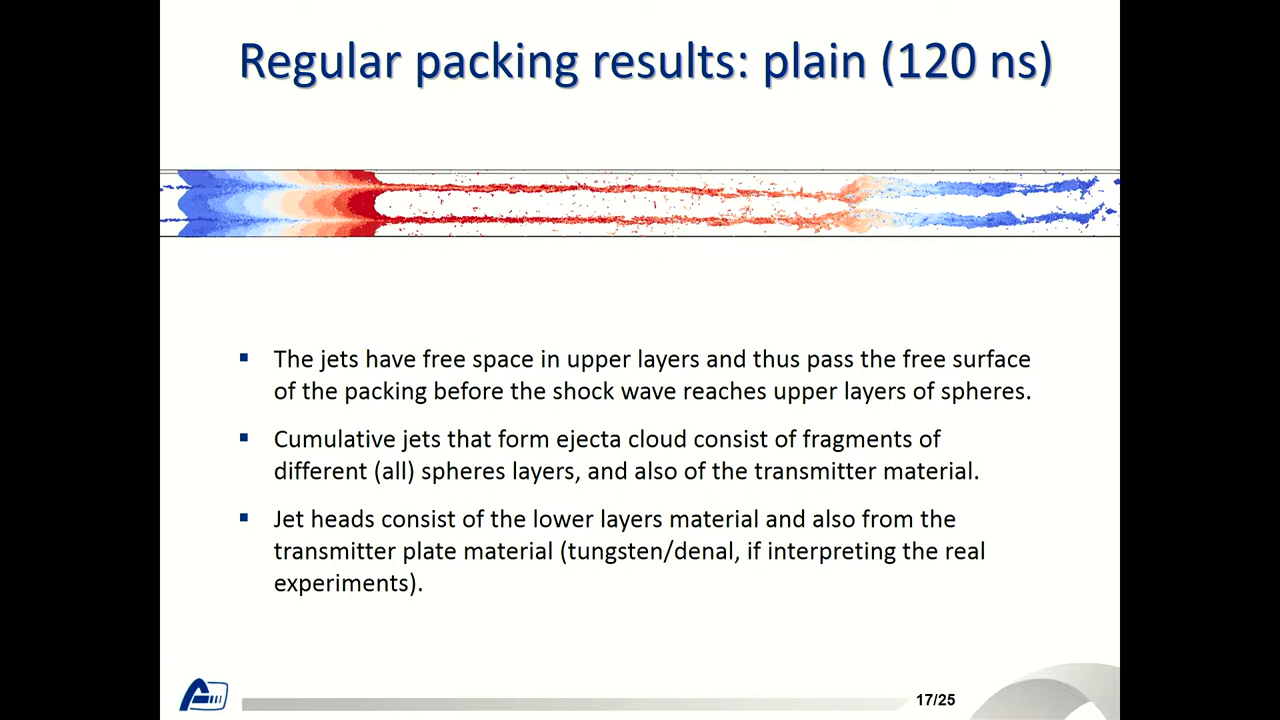 Regular packing results: plain (120 ns)
The jets have free space in upper layers and thus pass the free surface
of the packing before the shock wave reaches upper layers of spheres.
Cumulative jets that form ejecta cloud consist of fragments of
different (all) spheres layers, and also of the transmitter material.
Jet heads consist of the lower layers material and also from the
transmitter plate material (tungsten/denal, if interpreting the real
experiments).
17/25